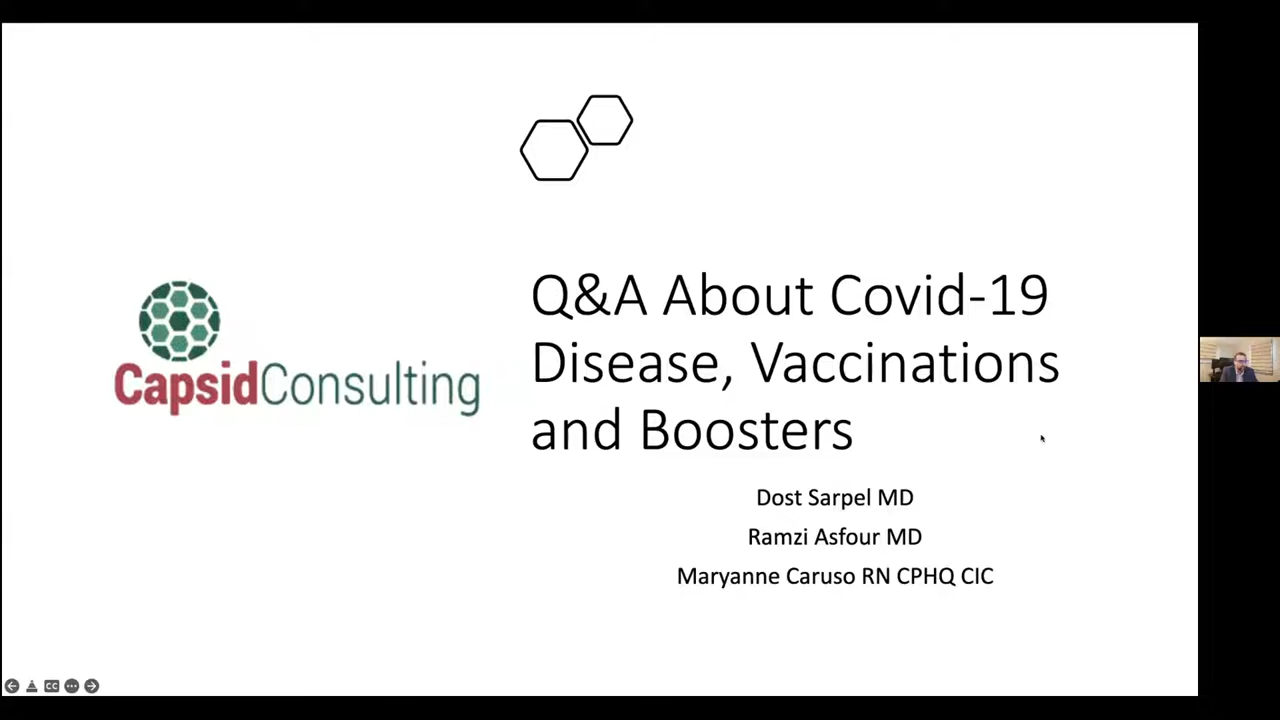 CapsidConsulting
Q&A About Covid-19
Disease, Vaccinations
and Boosters
Dost Sarpel MD
Ramzi Asfour MD
Maryanne Caruso RN CPHQ CIC
CC